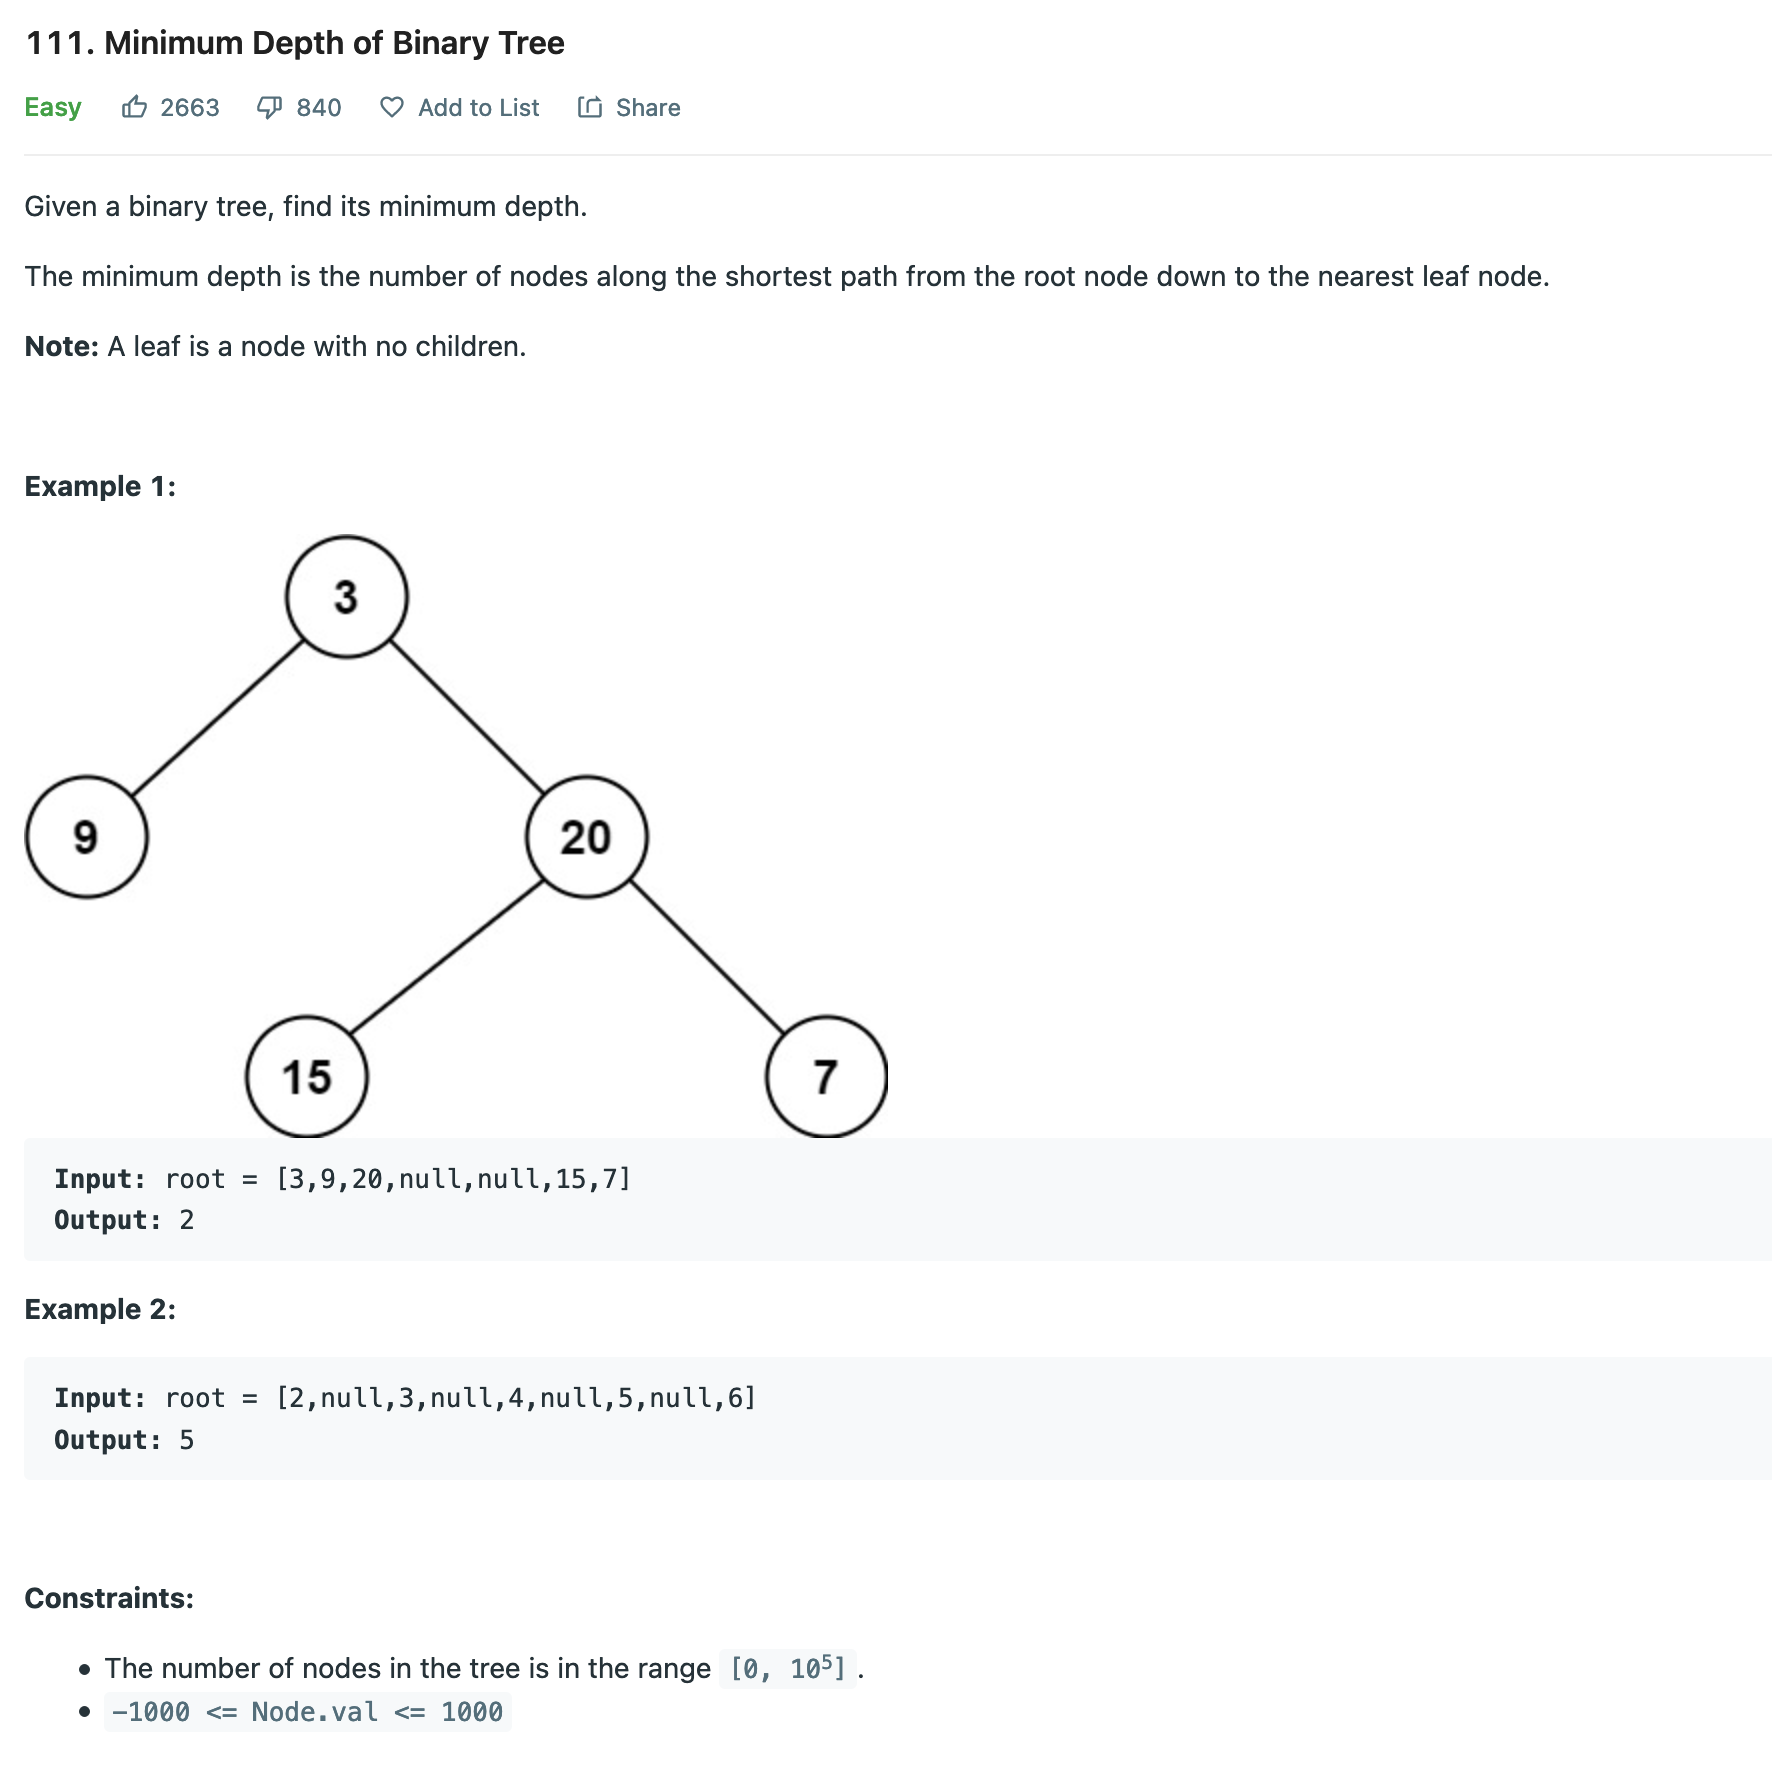 111. Minimum Depth of Binary Tree
Easy 2663 840 Add to List Share
Given a binary tree, find its minimum depth.
The minimum depth is the number of nodes along the shortest path from the root node down to the nearest leaf node.
Note: A leaf is a node with no children.
Example 1:
3
9 20
15 7
Input: root = [3,9,20,null,null,15,7]
Output: 2
Example 2:
Input: root = [2,null,3,null,4,null,5,null,6]
Output: 5
Constraints:
• The number of nodes in the tree is in the range [0, 10⁵] .
• -1000 <= Node.val <= 1000